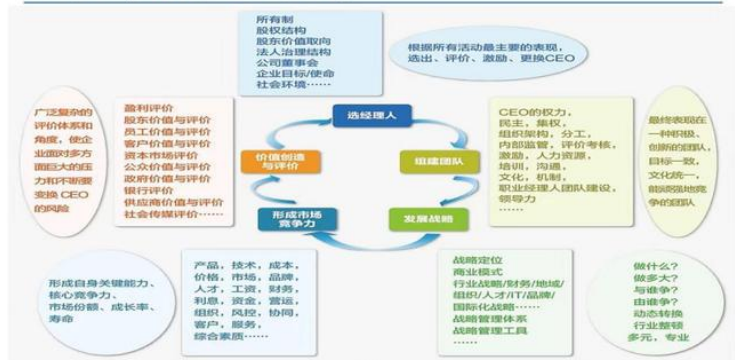 所有制
股权结构
股东价值取向
法人治理结构
公司董事会
企业目标/使命
社会环境……
根据所有活动最主要的表现，
选出、评价、激励、更换CEO
广泛复杂的
评价体系和
角度，使企
业面对多方
面巨大的压
力和不断要
变换 CEO
的风险
盈利评价
股东价值与评价
员工价值与评价
客户价值与评价
资本市场评价
公众价值与评价
政府价值与评价
银行评价
供应商价值与评价
社会传媒评价……
选经理人
价值创造
与评价
组建团队
形成市场
竞争力
发展战略
CEO的权力，
民主，集权，
组织架构，分工，
内部监管，评价考核，
激励，人力资源，
培训，沟通，
文化，机制，
职业经理人团队建设，
领导力
……
最终表现在
一种积极、
创新的团队，
目标一致，
文化统一，
能顽强地竞
争的团队
形成自身关键能力、
核心竞争力、
市场份额、成长率、
寿命
产品，技术，成本，
价格，市场，品牌，
人才，工资，财务，
利息，资金，营运，
组织，风控，协同，
客户，服务，
综合素质……
战略定位
商业模式
行业战略/财务/地域/
组织/人才/IT/品牌/
国际化战略……
战略管理体系
战略管理工具
……
做什么？
做多大？
与谁争？
由谁争？
动态转换
行业整顿
多元，专业